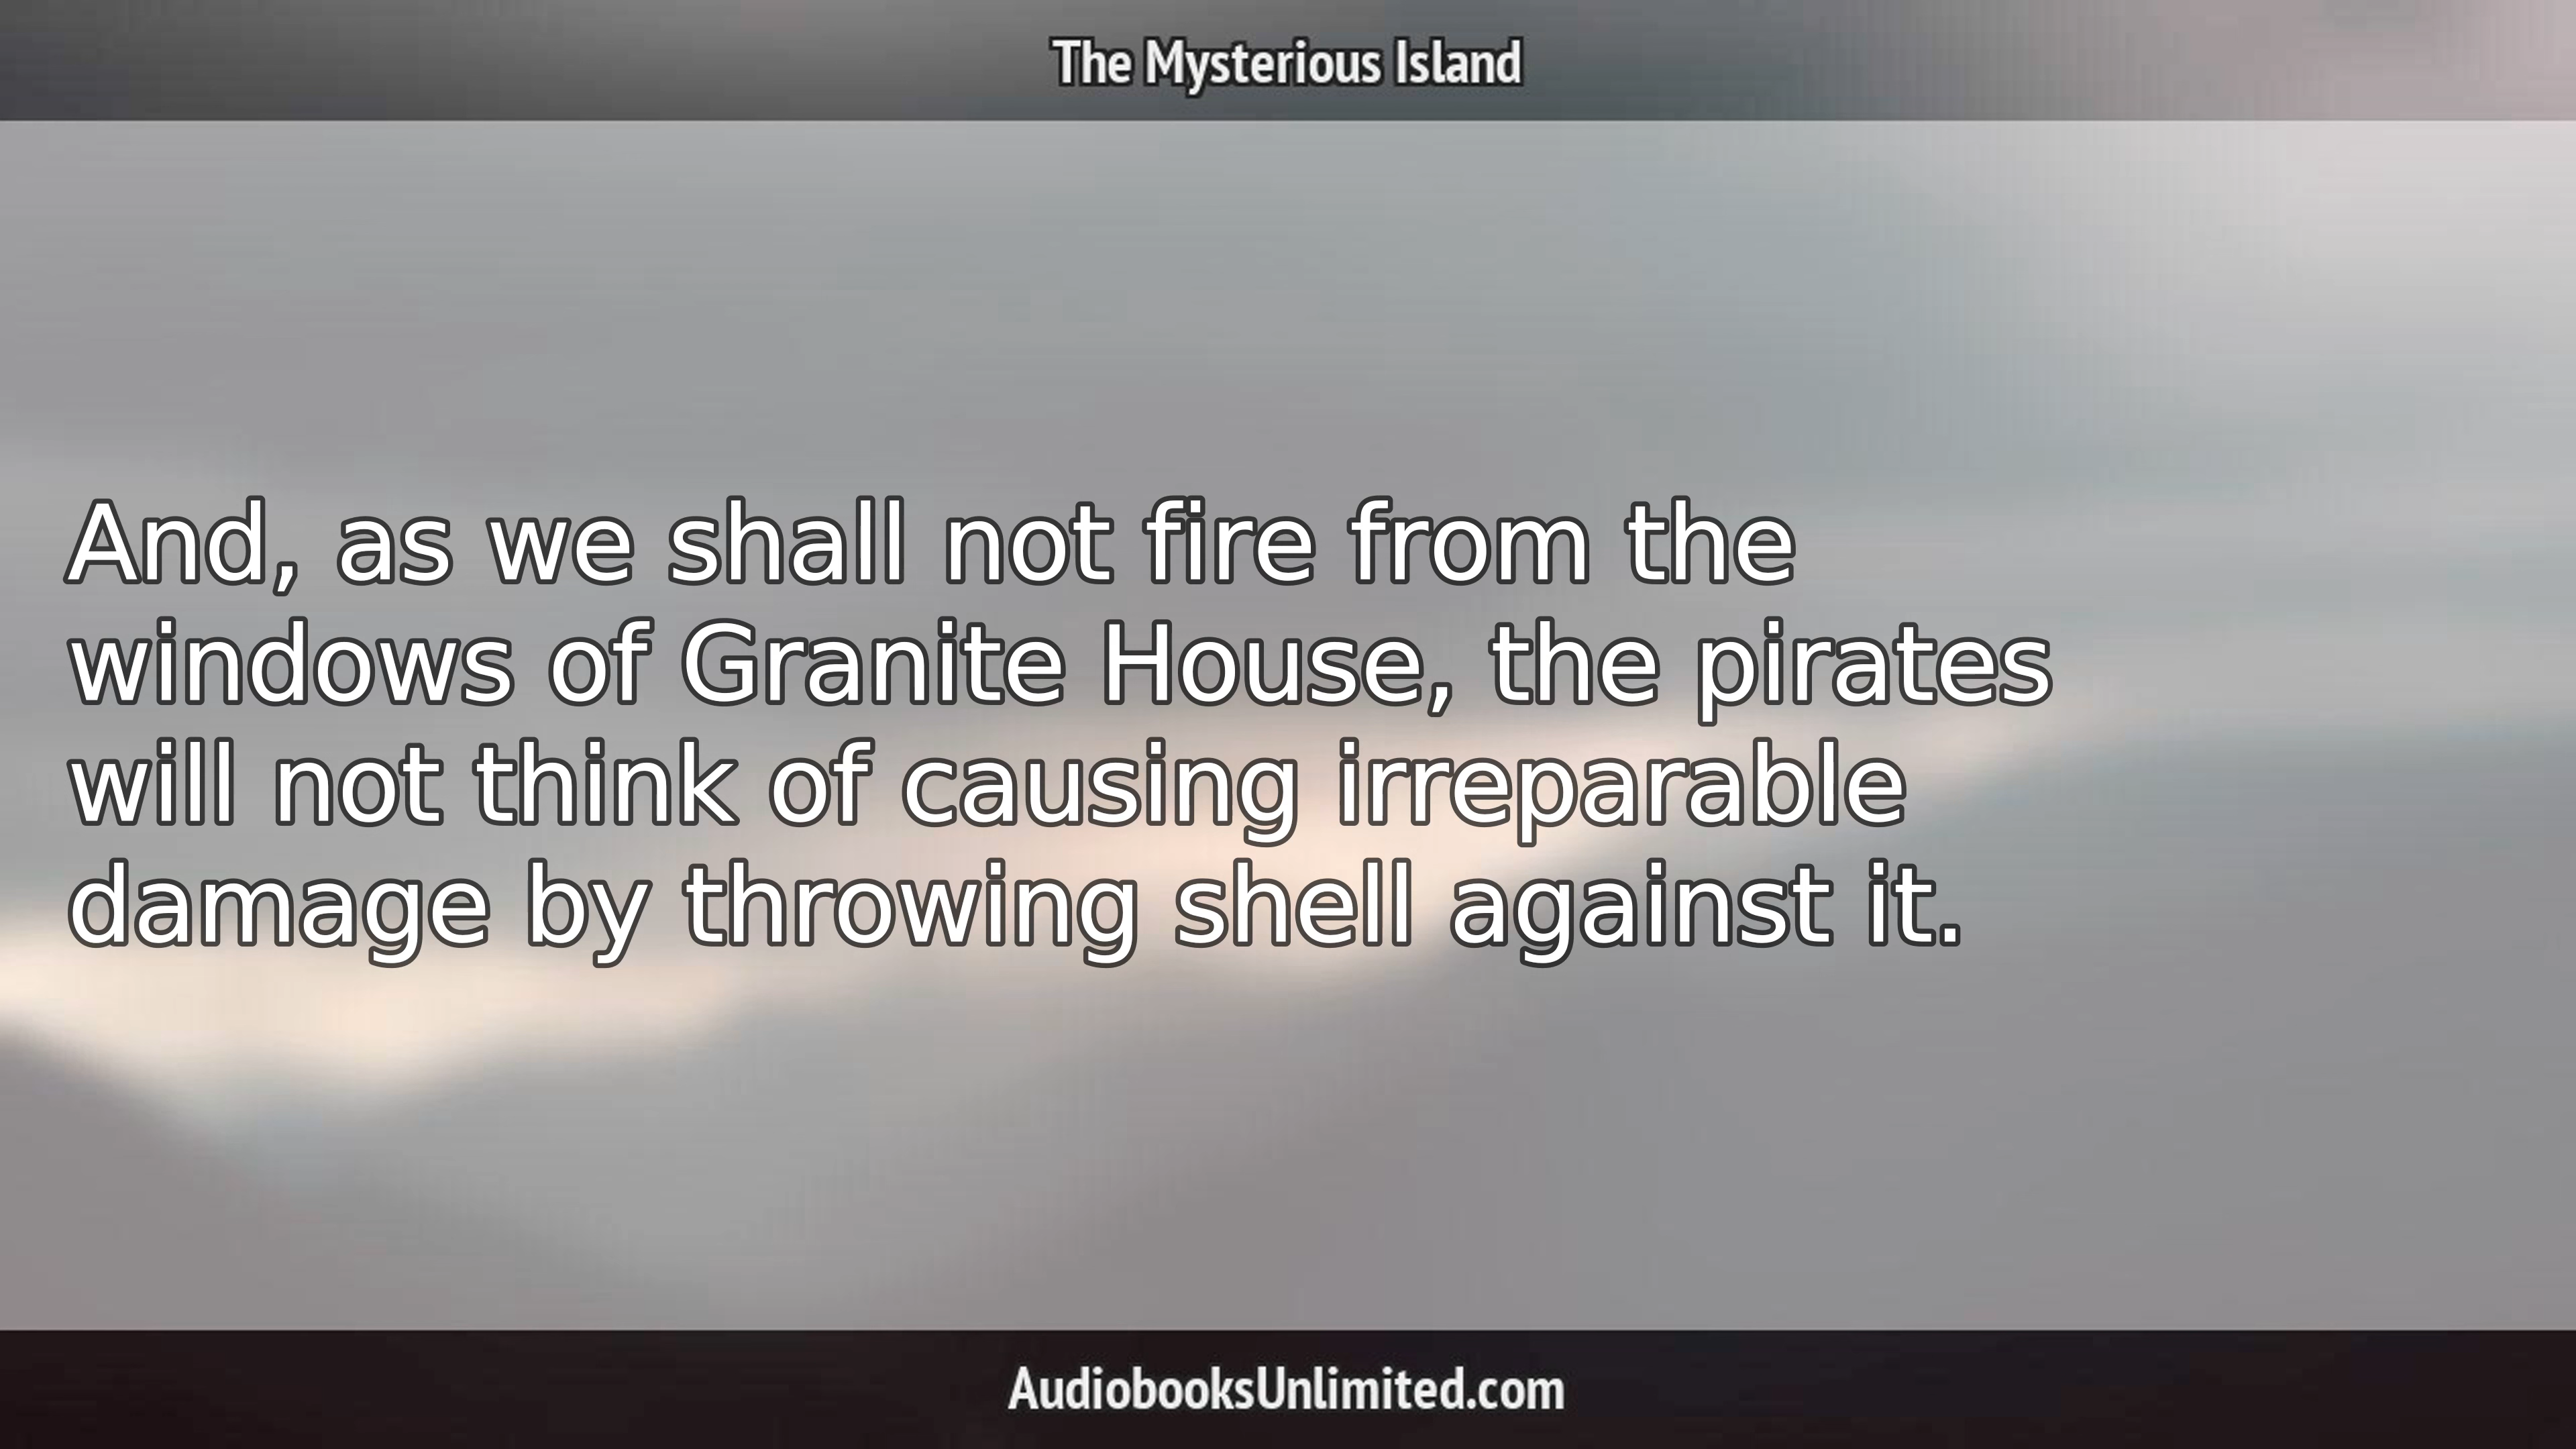 The Mysterious Island
And, as we shall not fire from the
windows of Granite House, the pirates
will not think of causing irreparable
damage by throwing shell against it.
AudiobooksUnlimited.com